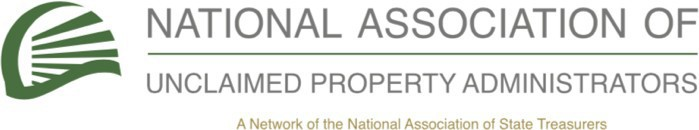 NATIONAL ASSOCIATION OF
UNCLAIMED PROPERTY ADMINISTRATORS
A Network of the National Association of State Treasurers